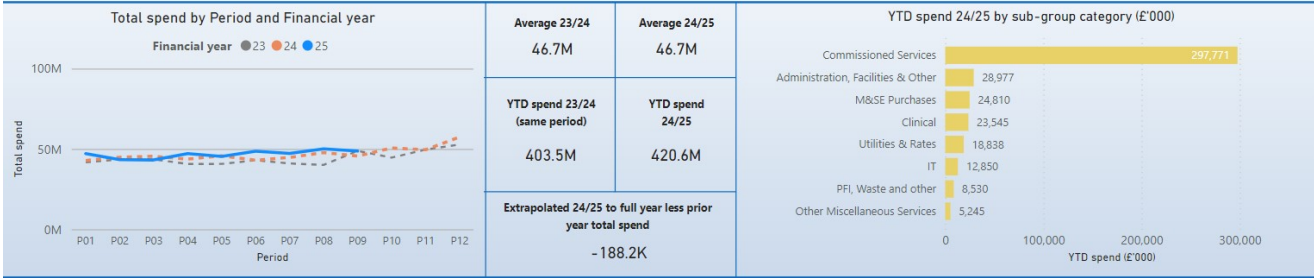 Total spend by Period and Financial year
Financial year 23 24 25
100M
50M
0M
Total spend
P01 P02 P03 P04 P05 P06 P07 P08 P09 P10 P11 P12
Period
Average 23/24
46.7M
Average 24/25
46.7M
YTD spend 23/24
(same period)
403.5M
YTD spend
24/25
420.6M
Extrapolated 24/25 to full year less prior
year total spend
-188.2K
YTD spend 24/25 by sub-group category (£'000)
Commissioned Services 297,771
Administration, Facilities & Other 28,977
M&SE Purchases 24,810
Clinical 23,545
Utilities & Rates 18,838
IT 12,850
PFI, Waste and other 8,530
Other Miscellaneous Services 5,245
0 100,000 200,000 300,000
YTD spend (£'000)